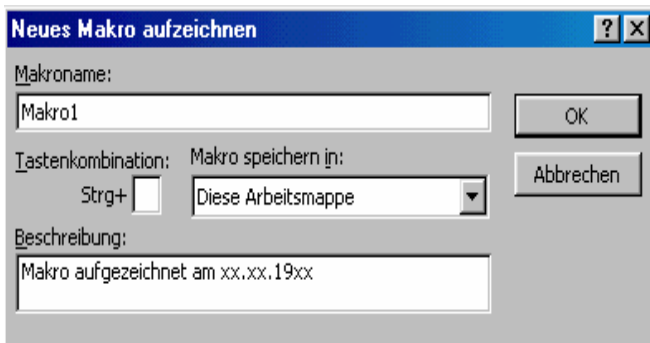 Neues Makro aufzeichnen
Makroname:
Makro1
OK
Tastenkombination:
Makro speichern in:
Strg+
Diese Arbeitsmappe
Abbrechen
Beschreibung:
Makro aufgezeichnet am xx.xx.19xx